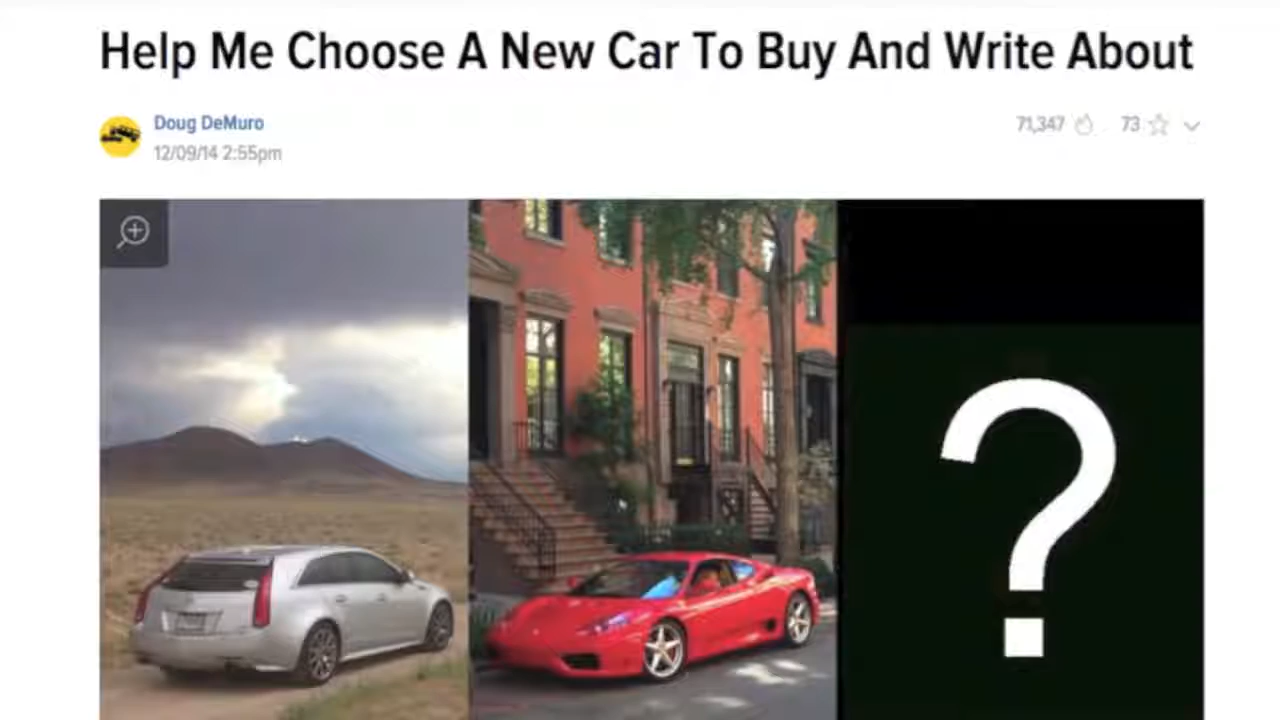 Help Me Choose A New Car To Buy And Write About
Doug DeMuro
12/09/14 2:55pm
71,347
73
?